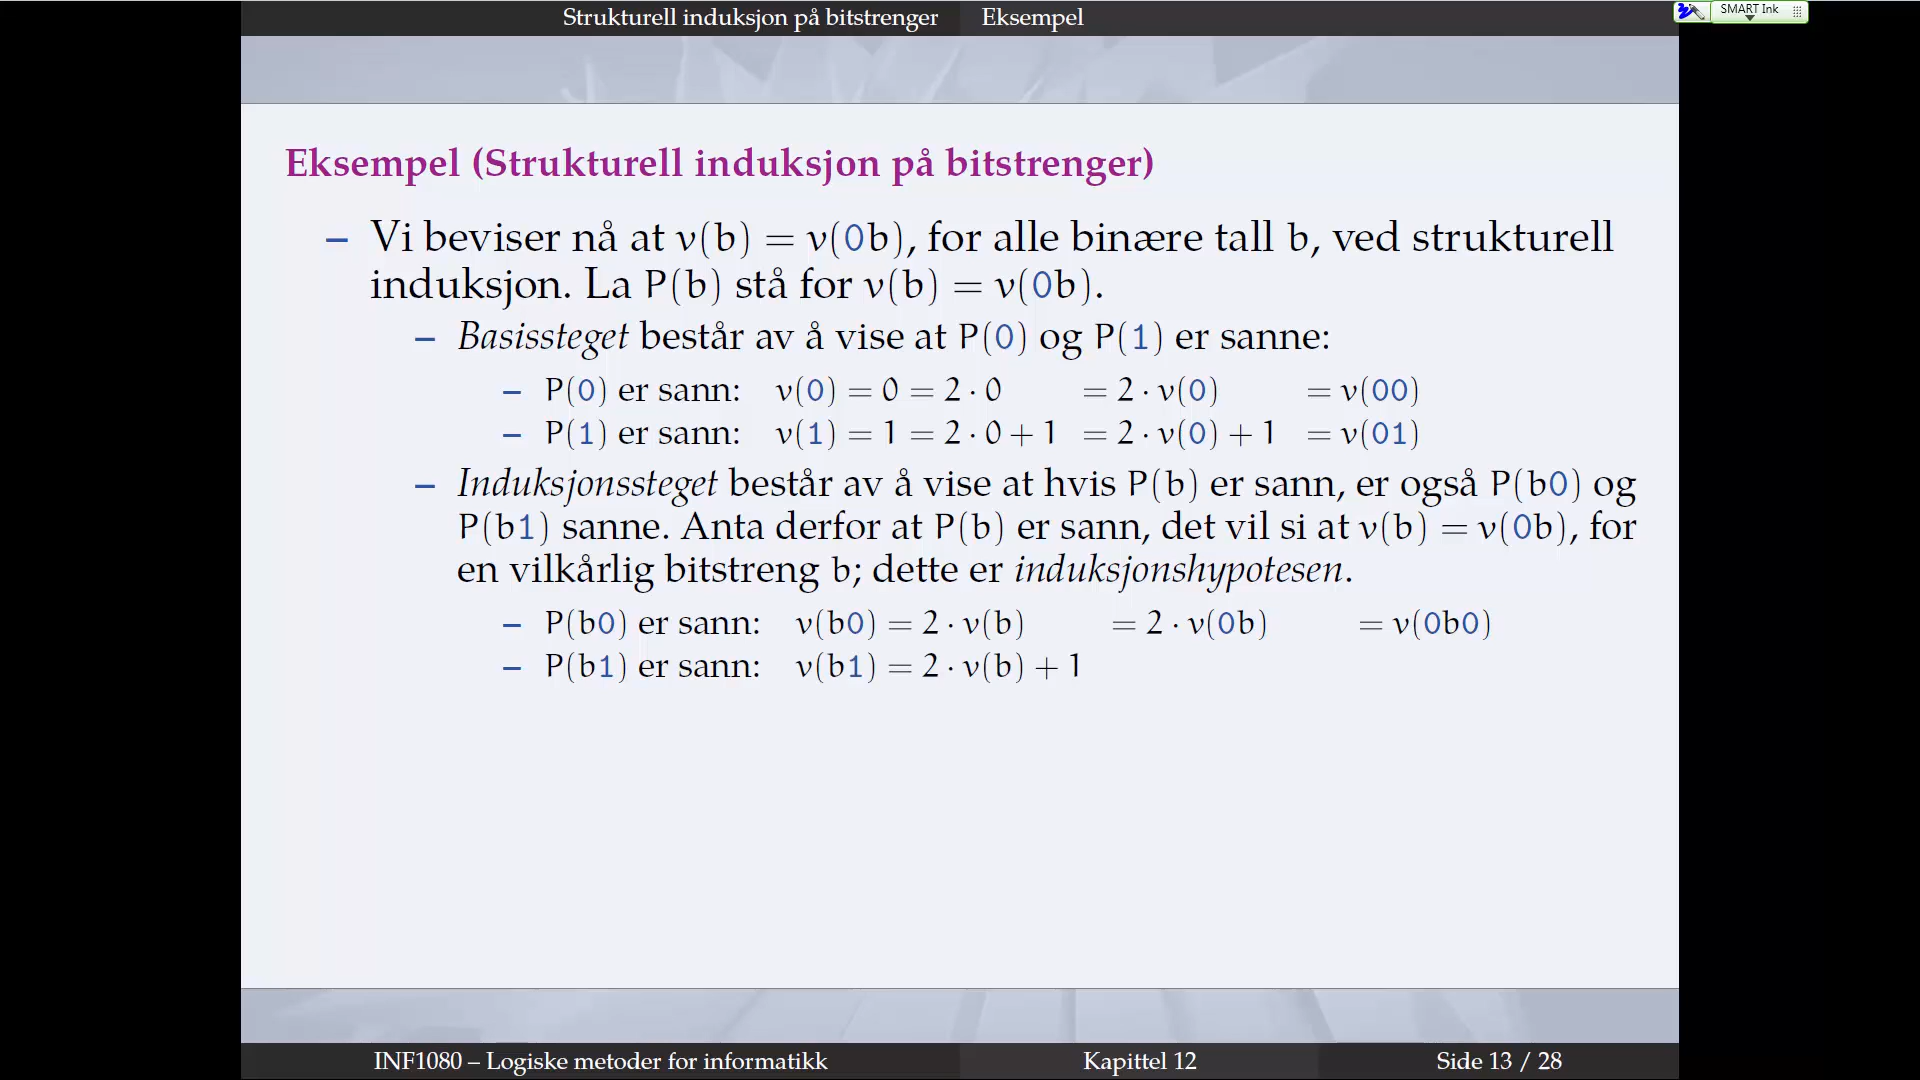 Strukturell induksjon på bitstrenger Eksempel
SMART Ink
Eksempel (Strukturell induksjon på bitstrenger)
– Vi beviser nå at v(b) = v(0b), for alle binære tall b, ved strukturell
induksjon. La P(b) stå for v(b) = v(0b).
– Basissteget består av å vise at P(0) og P(1) er sanne:
– P(0) er sann: v(0) = 0 = 2 · 0 = 2 · v(0) = v(00)
– P(1) er sann: v(1) = 1 = 2 · 0 + 1 = 2 · v(0) + 1 = v(01)
– Induksjonssteget består av å vise at hvis P(b) er sann, er også P(b0) og
P(b1) sanne. Anta derfor at P(b) er sann, det vil si at v(b) = v(0b), for
en vilkårlig bitstreng b; dette er induksjonshypotesen.
– P(b0) er sann: v(b0) = 2 · v(b) = 2 · v(0b) = v(0b0)
– P(b1) er sann: v(b1) = 2 · v(b) + 1
INF1080 – Logiske metoder for informatikk Kapittel 12 Side 13 / 28